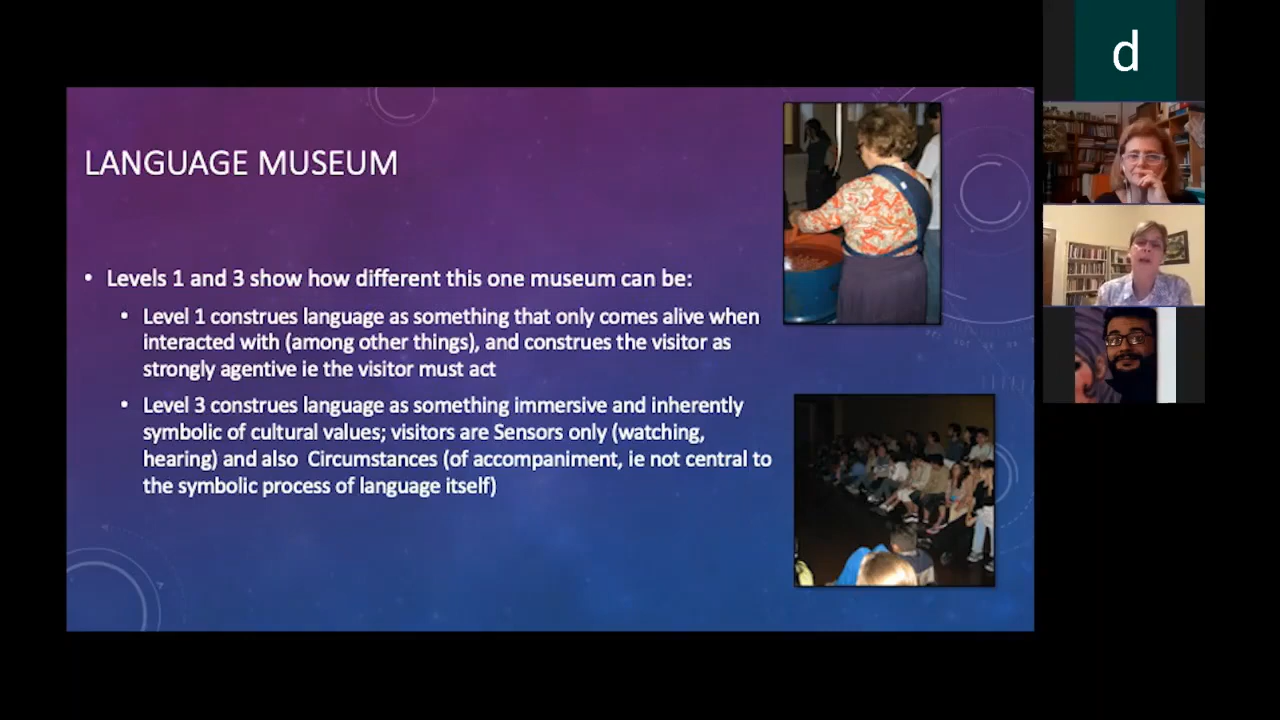 LANGUAGE MUSEUM
• Levels 1 and 3 show how different this one museum can be:
• Level 1 construes language as something that only comes alive when
interacted with (among other things), and construes the visitor as
strongly agentive ie the visitor must act
• Level 3 construes language as something immersive and inherently
symbolic of cultural values; visitors are Sensors only (watching,
hearing) and also Circumstances (of accompaniment, ie not central to
the symbolic process of language itself)
d